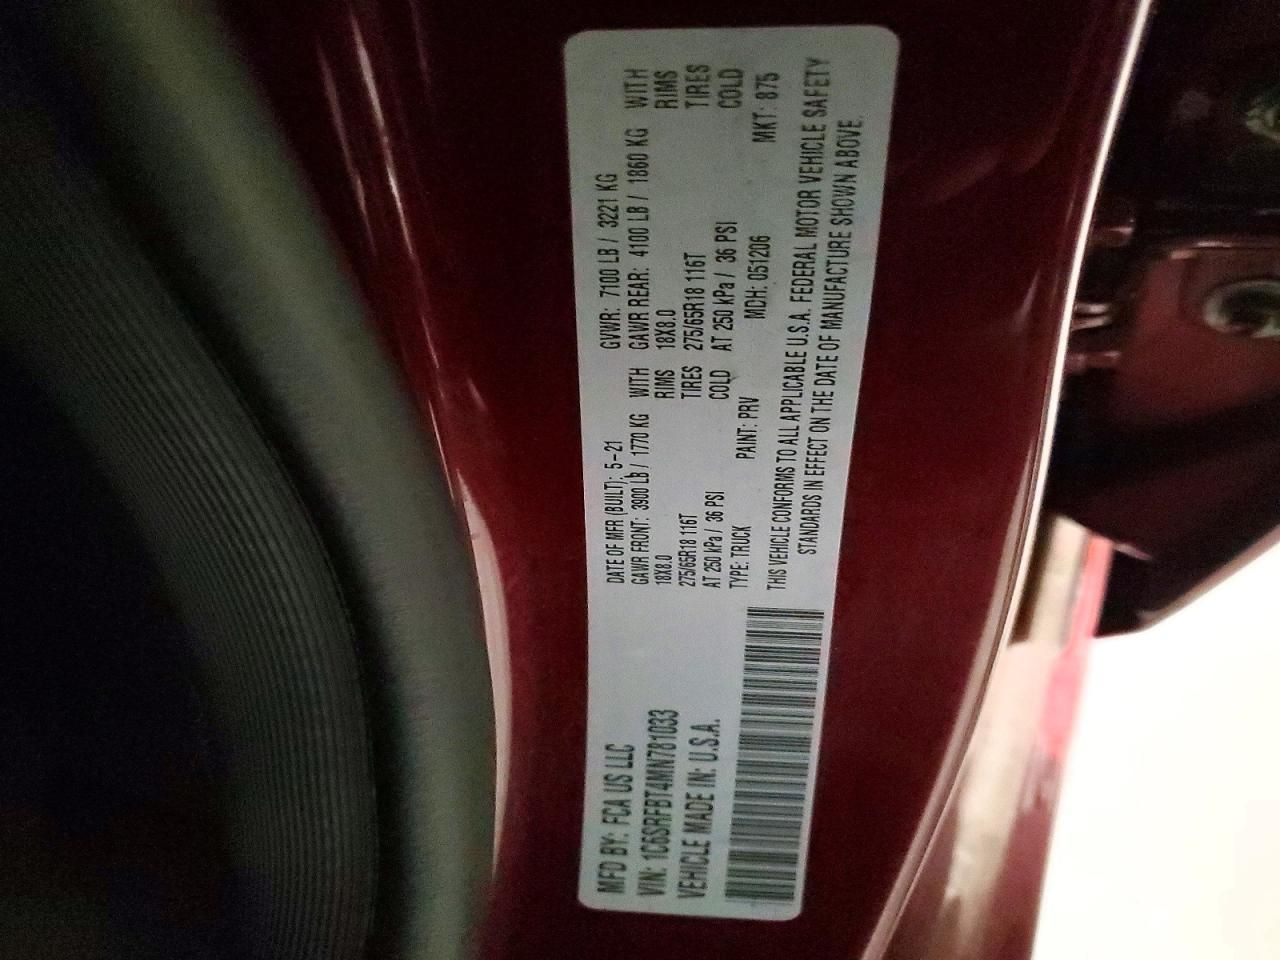 MFD BY: FCA US LLC
VIN: 1C6SRFBT4MN781033
VEHICLE MADE IN: U.S.A.
DATE OF MFR (BUILT): 5-21 GVWR: 7100 LB / 3221 KG
GAWR FRONT: 3900 LB / 1770 KG WITH GAWR REAR: 4100 LB / 1860 KG WITH
18X8.0 RIMS 18X8.0 RIMS
275/65R18 116T TIRES 275/65R18 116T TIRES
AT 250 kPa / 36 PSI COLD AT 250 kPa / 36 PSI COLD
TYPE: TRUCK PAINT: PRV MDH: 051206 MKT: 875
THIS VEHICLE CONFORMS TO ALL APPLICABLE U.S.A. FEDERAL MOTOR VEHICLE SAFETY
STANDARDS IN EFFECT ON THE DATE OF MANUFACTURE SHOWN ABOVE.